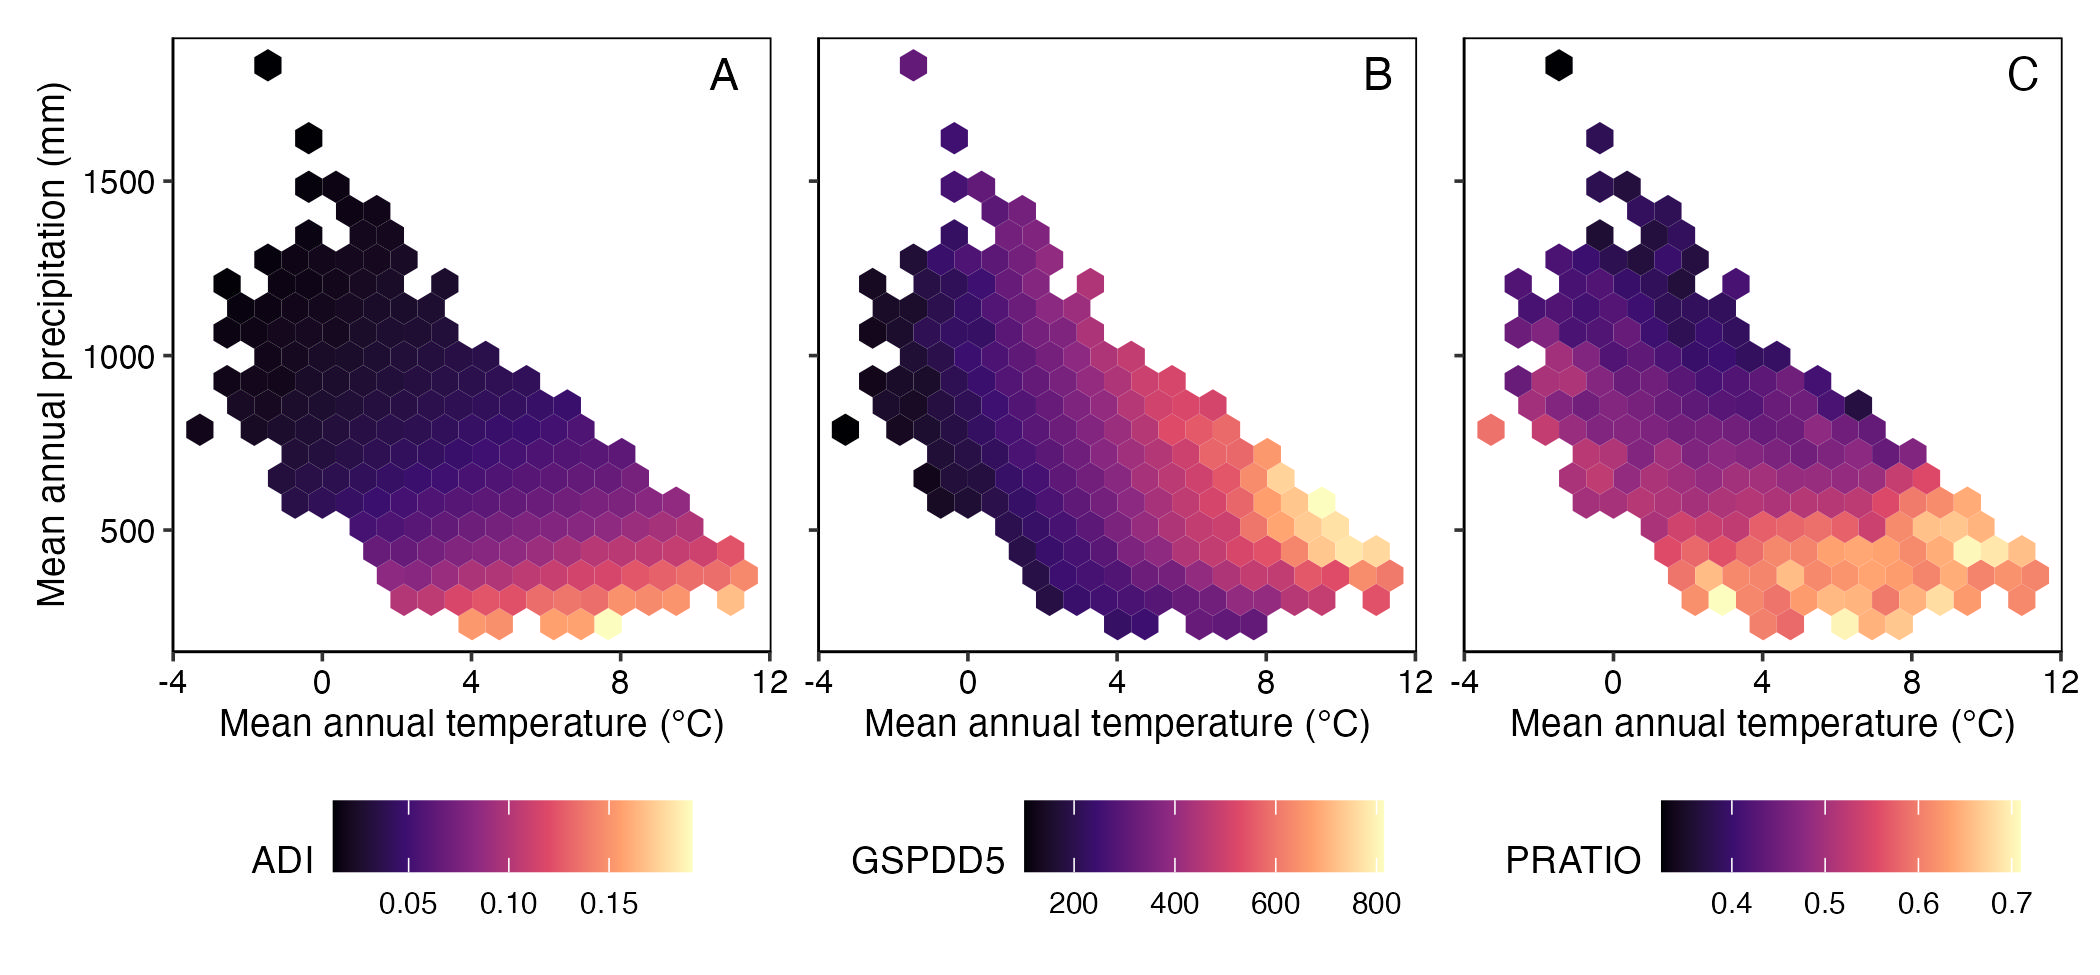 A
B
C
Mean annual precipitation (mm)
1500
1000
500
-4 0 4 8 12
-4 0 4 8 12
-4 0 4 8 12
Mean annual temperature (°C)
Mean annual temperature (°C)
Mean annual temperature (°C)
ADI
0.05 0.10 0.15
GSPDD5
200 400 600 800
PRATIO
0.4 0.5 0.6 0.7